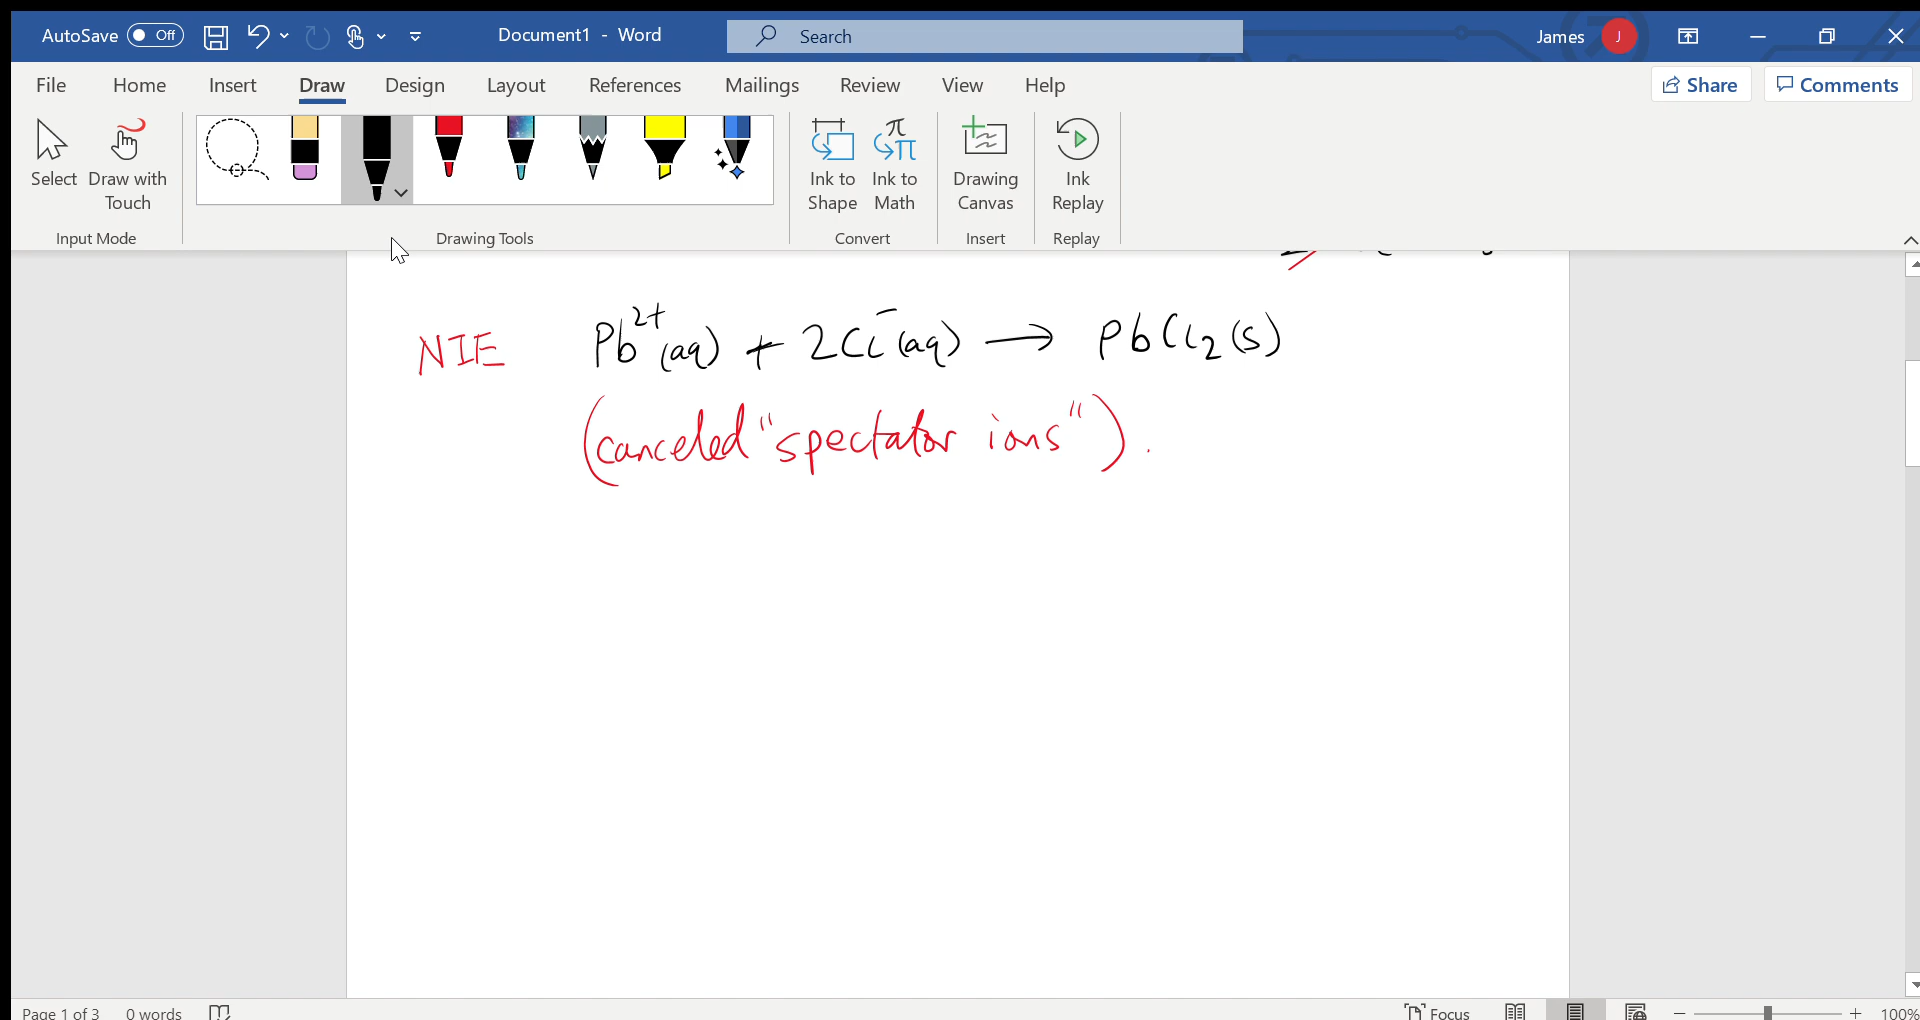 AutoSave Off Document1 - Word Search James J
File Home Insert Draw Design Layout References Mailings Review View Help Share Comments
Select Draw with Touch Ink to Shape Ink to Math Drawing Canvas Ink Replay
Input Mode Drawing Tools Convert Insert Replay
NIE Pb²⁺(aq) + 2Cl⁻(aq) → PbCl₂(s)
(canceled "spectator ions").
Page 1 of 3 0 words Focus 100%